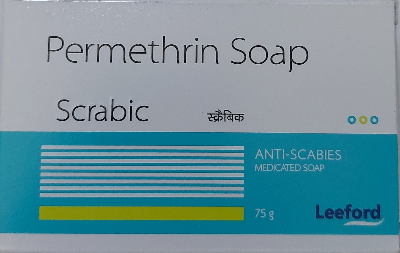 Permethrin Soap
Scrabic स्क्रैबिक
ANTI-SCABIES
MEDICATED SOAP
75 g Leeford